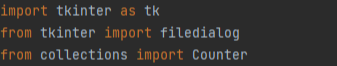 import tkinter as tk
from tkinter import filedialog
from collections import Counter